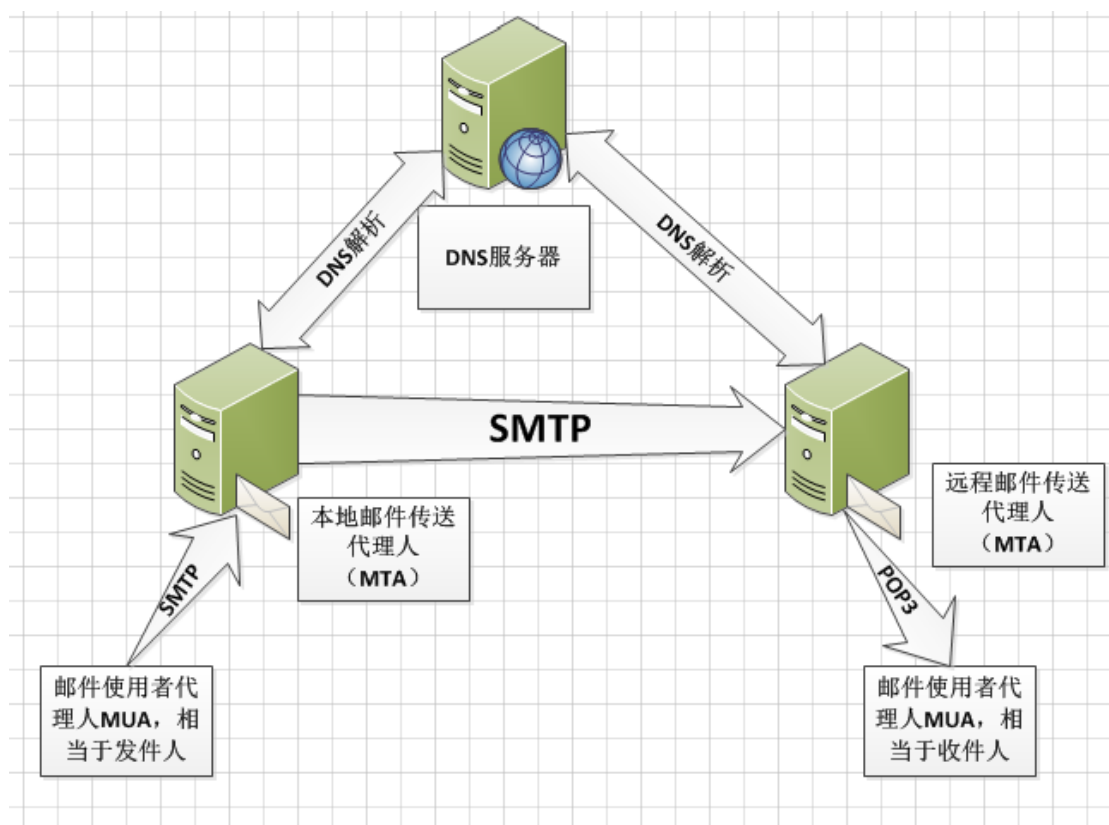 DNS解析
DNS解析
DNS服务器
SMTP
本地邮件传送
代理人
（MTA）
远程邮件传送
代理人
（MTA）
SMTP
POP3
邮件使用者代
理人MUA，相
当于发件人
邮件使用者代
理人MUA，相
当于收件人